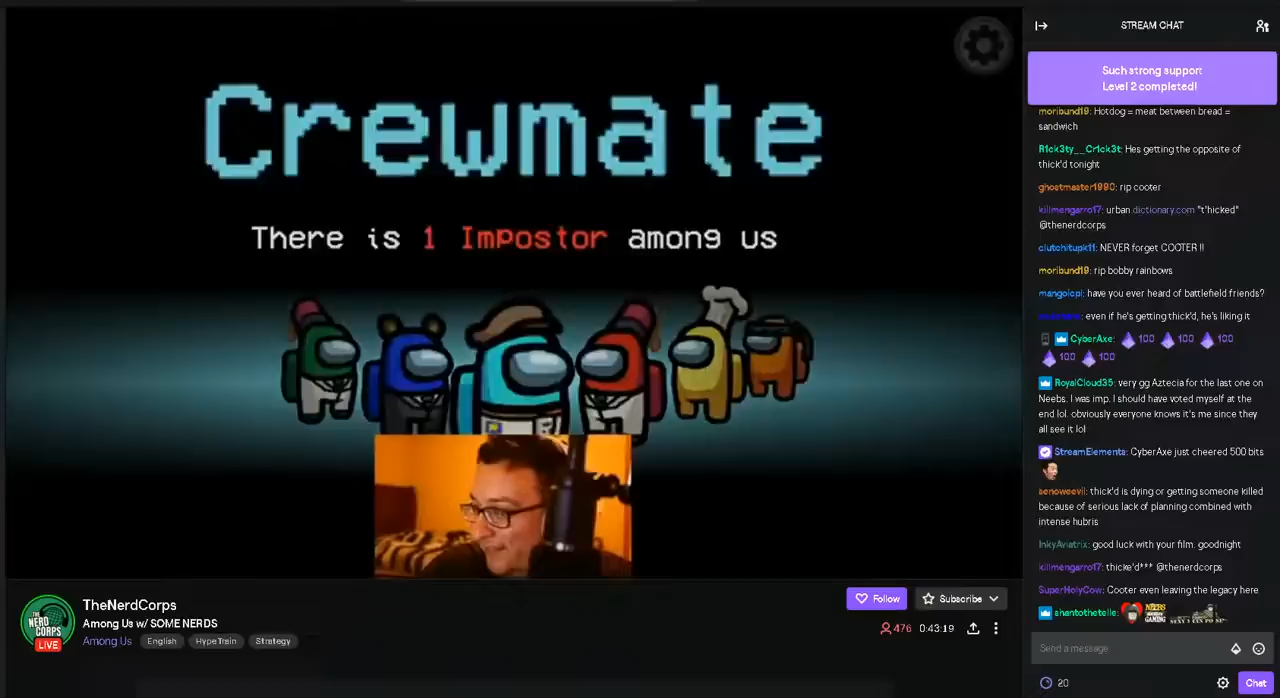 Crewmate
There is 1 Impostor among us
TheNerdCorps
Among Us w/ SOME NERDS
Among Us English Hype Train Strategy
THE
NERD
CORPS
LIVE
Follow Subscribe
476 0:43:19
STREAM CHAT
Such strong support
Level 2 completed!
moribund19: Hotdog = meat between bread =
sandwich
R1ck3ty__Cr1ck3t: Hes getting the opposite of
thick'd tonight
ghostmaster1990: rip cooter
killmengarro17: urban dictionary.com "t'hicked"
@thenerdcorps
clutchitupk11: NEVER forget COOTER !!
moribund19: rip bobby rainbows
mangolcpl: have you ever heard of battlefield friends?
: even if he's getting thick'd, he's liking it
CyberAxe: 100 100 100
100 100
RoyalCloud35: very gg Aztecia for the last one on
Neebs. I was imp. I should have voted myself at the
end lol. obviously everyone knows it's me since they
all see it lol
StreamElements: CyberAxe just cheered 500 bits
senoweevil: thick'd is dying or getting someone killed
because of serious lack of planning combined with
intense hubris
InkyAviatrix: good luck with your film. goodnight
killmengarro17: thicke'd*** @thenerdcorps
SuperHolyCow: Cooter even leaving the legacy here
shantothetelle: NEEBS GAMING
Send a message
20 Chat